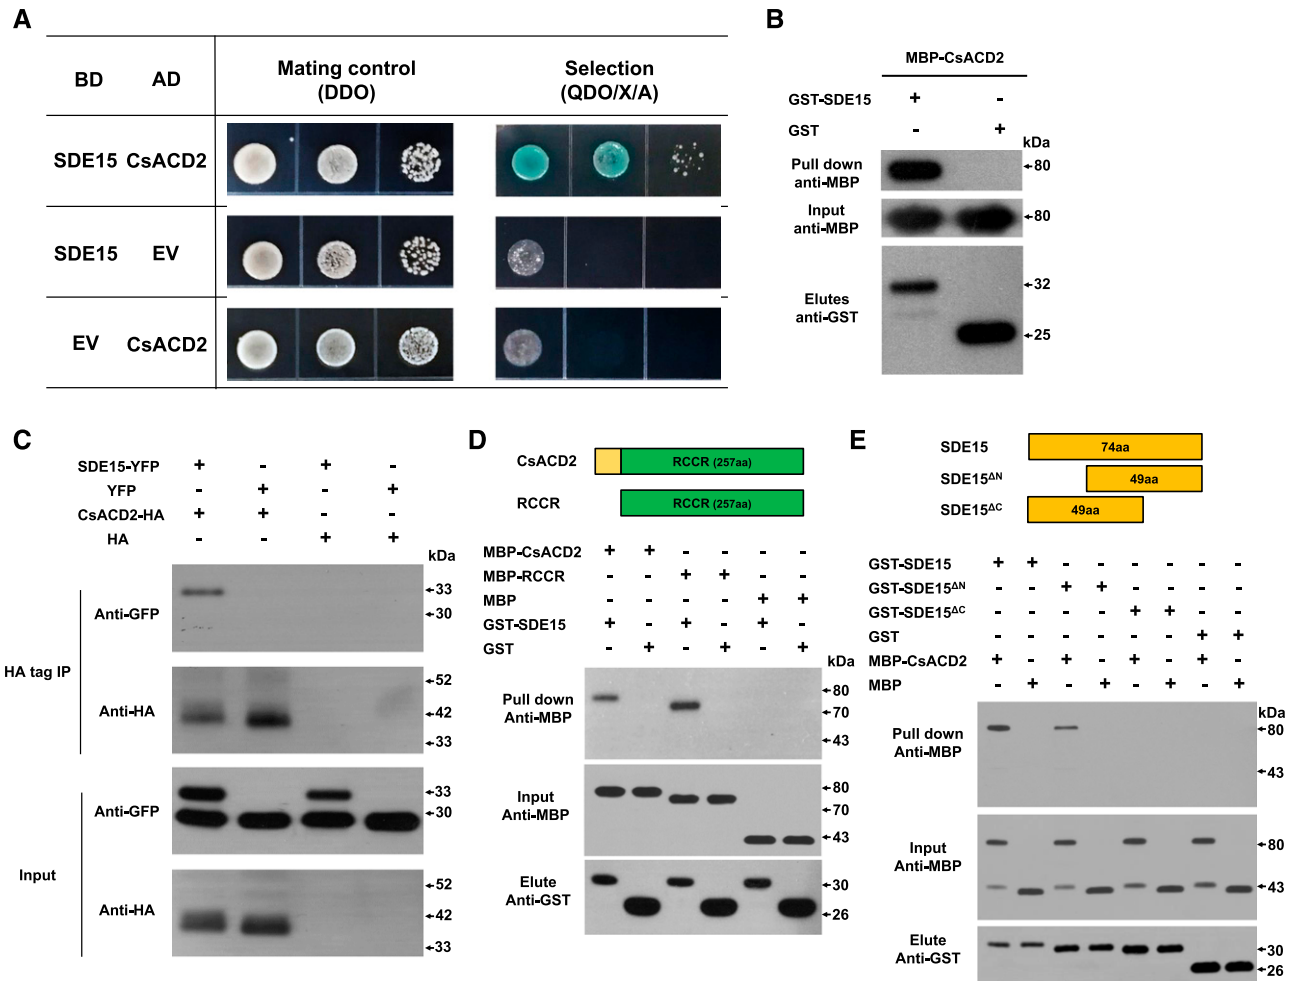 A
BD AD Mating control (DDO) Selection (QDO/X/A)
SDE15 CsACD2
SDE15 EV
EV CsACD2
B
MBP-CsACD2
GST-SDE15 + -
GST - +
kDa
Pull down anti-MBP 80
Input anti-MBP 80
Elutes anti-GST 32
25
C
SDE15-YFP + - + -
YFP - + - +
CsACD2-HA + + - -
HA - - + +
kDa
HA tag IP
Anti-GFP 33
30
Anti-HA 52
42
33
Input
Anti-GFP 33
30
Anti-HA 52
42
33
D
CsACD2 RCCR (257aa)
RCCR RCCR (257aa)
MBP-CsACD2 + + - - - -
MBP-RCCR - - + + - -
MBP - - - - + +
GST-SDE15 + - + - + -
GST - + - + - +
kDa
Pull down Anti-MBP 80
70
43
Input Anti-MBP 80
70
43
Elute Anti-GST 30
26
E
SDE15 74aa
SDE15ΔN 49aa
SDE15ΔC 49aa
GST-SDE15 + + - - - - - -
GST-SDE15ΔN - - + + - - - -
GST-SDE15ΔC - - - - + + - -
GST - - - - - - + +
MBP-CsACD2 + - + - + - + -
MBP - + - + - + - +
kDa
Pull down Anti-MBP 80
43
Input Anti-MBP 80
43
Elute Anti-GST 30
26